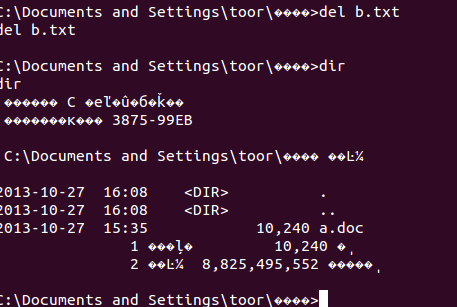 C:\Documents and Settings\toor\����>del b.txt
del b.txt
C:\Documents and Settings\toor\����>dir
dir
������ C �eľ�û�б�ǩ��
�������к��� 3875-99EB
C:\Documents and Settings\toor\���� ��Ŀ¼
2013-10-27 16:08 <DIR> .
2013-10-27 16:08 <DIR> ..
2013-10-27 15:35 10,240 a.doc
1 ���ļ� 10,240 �ֽ
2 ��Ŀ¼ 8,825,495,552 �����ֽ
C:\Documents and Settings\toor\����>